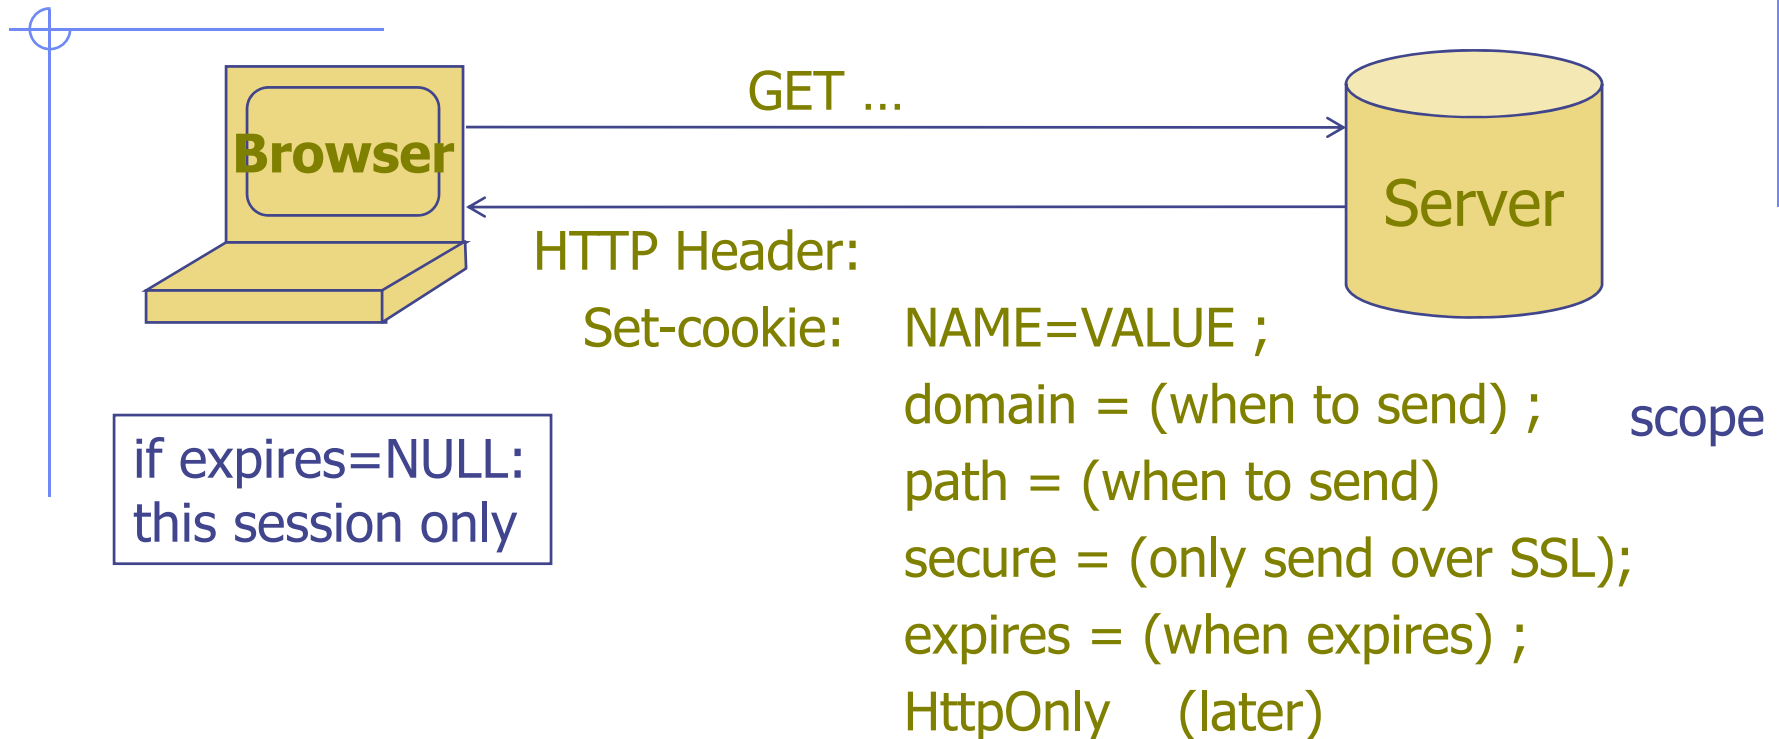 GET ...
Browser
Server
HTTP Header:
Set-cookie: NAME=VALUE ;
domain = (when to send) ;
scope
path = (when to send)
secure = (only send over SSL);
expires = (when expires) ;
HttpOnly (later)
if expires=NULL:
this session only